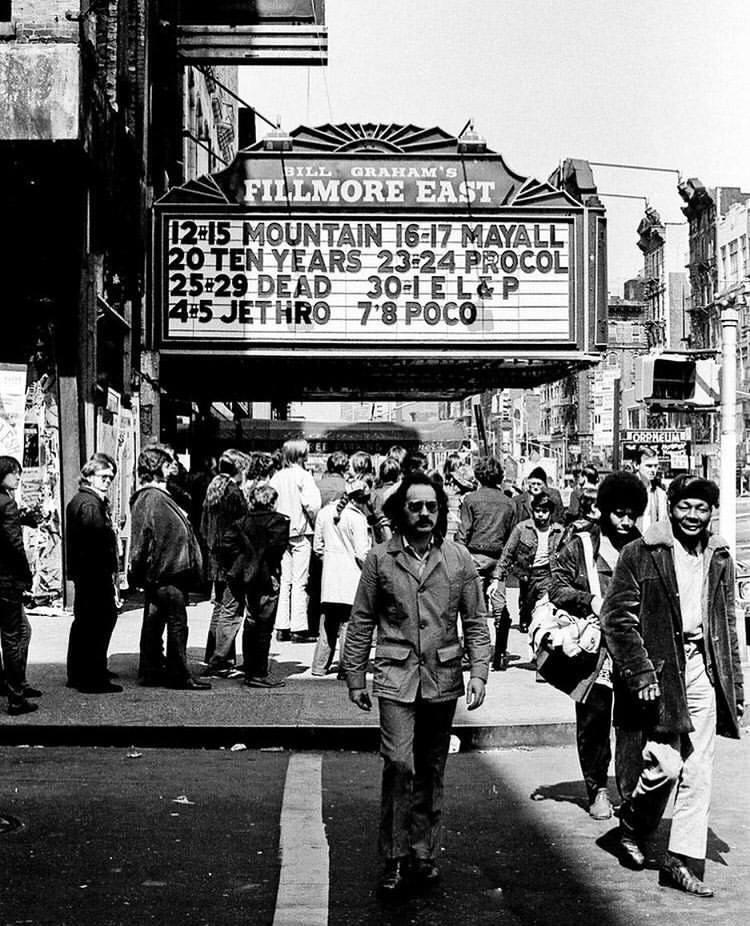 BILL GRAHAM'S
FILLMORE EAST
12#15 MOUNTAIN 16=17 MAYALL
20 TEN YEARS 23=24 PROCOL
25#29 DEAD 30=1 E L&P
4#5 JETHRO 7'8 POCO
ORPHEUM